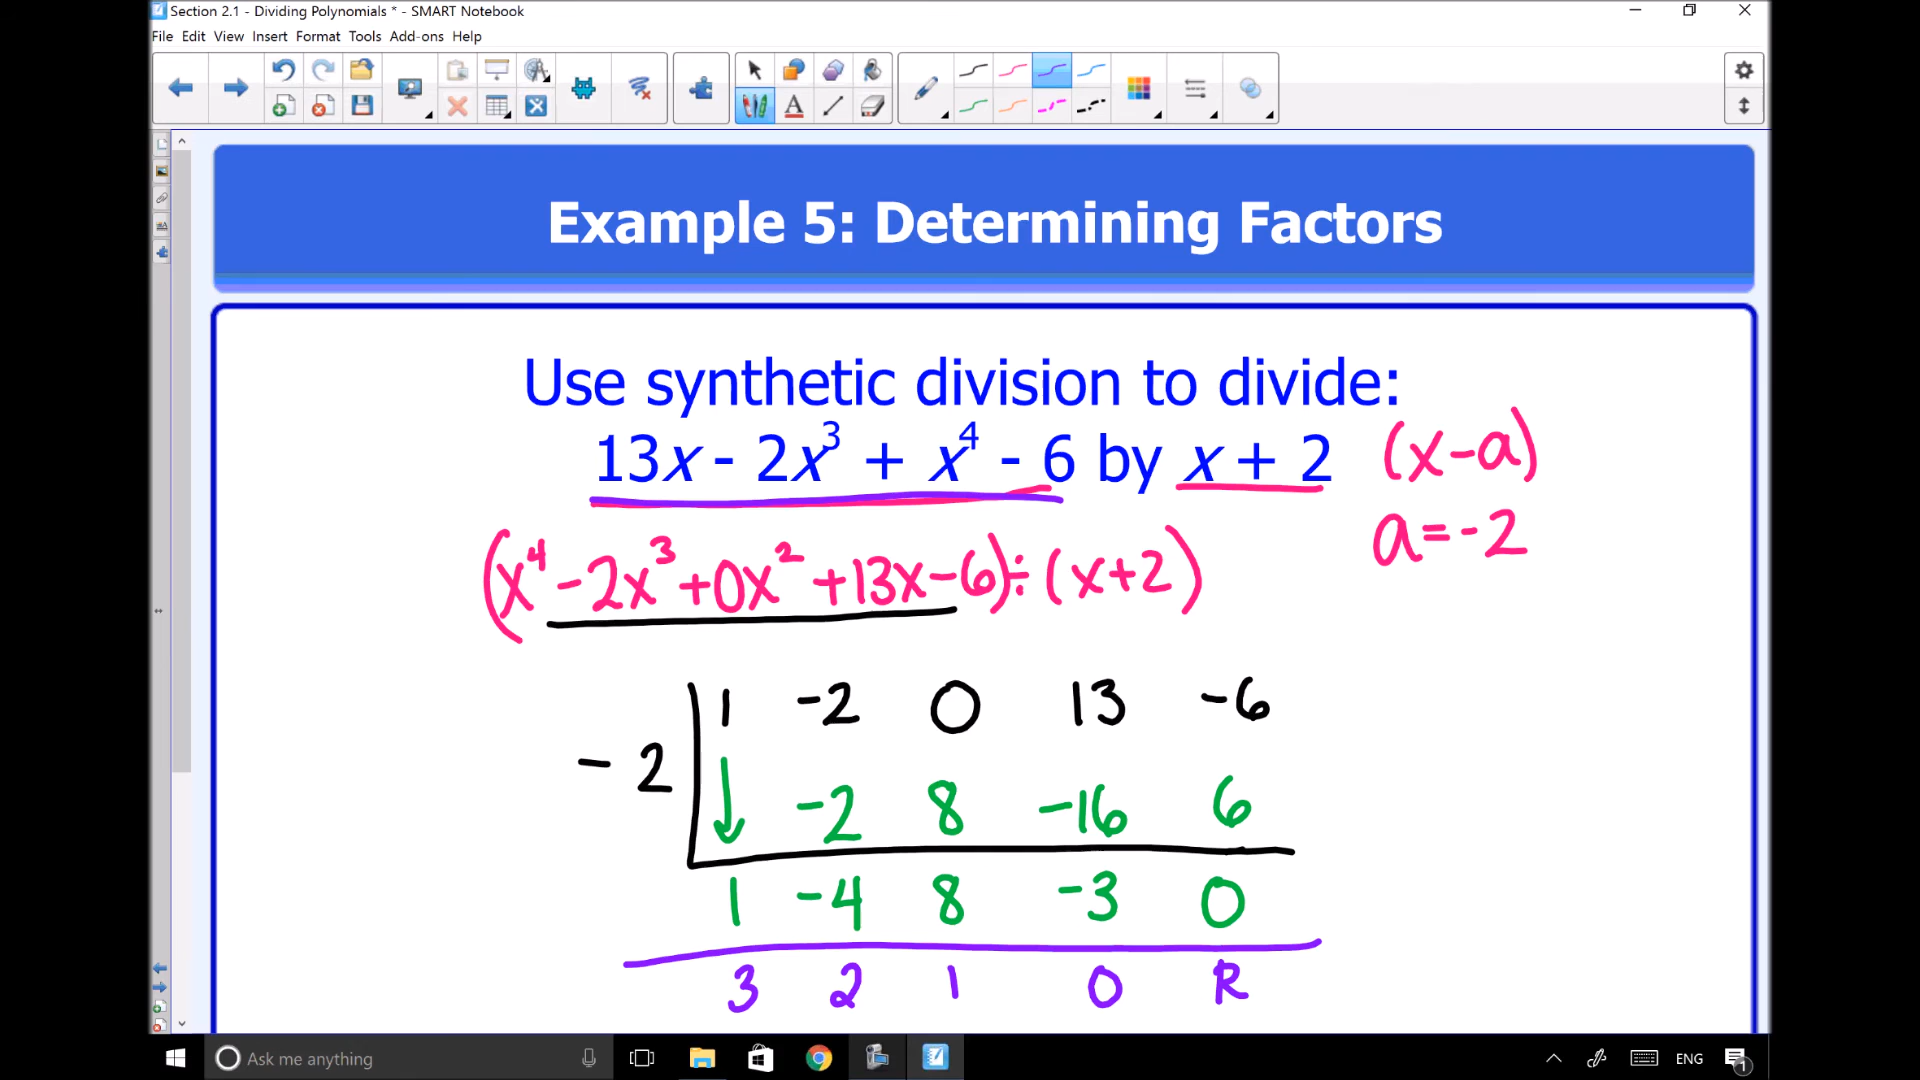 Section 2.1 - Dividing Polynomials * - SMART Notebook
File Edit View Insert Format Tools Add-ons Help
Example 5: Determining Factors
Use synthetic division to divide:
13x - 2x³ + x⁴ - 6 by x + 2 (x-a)
a=-2
(x⁴-2x³+0x²+13x-6)÷(x+2)
1 -2 0 13 -6
-2
-2 8 -16 6
1 -4 8 -3 0
3 2 1 0 R
Ask me anything
ENG
1